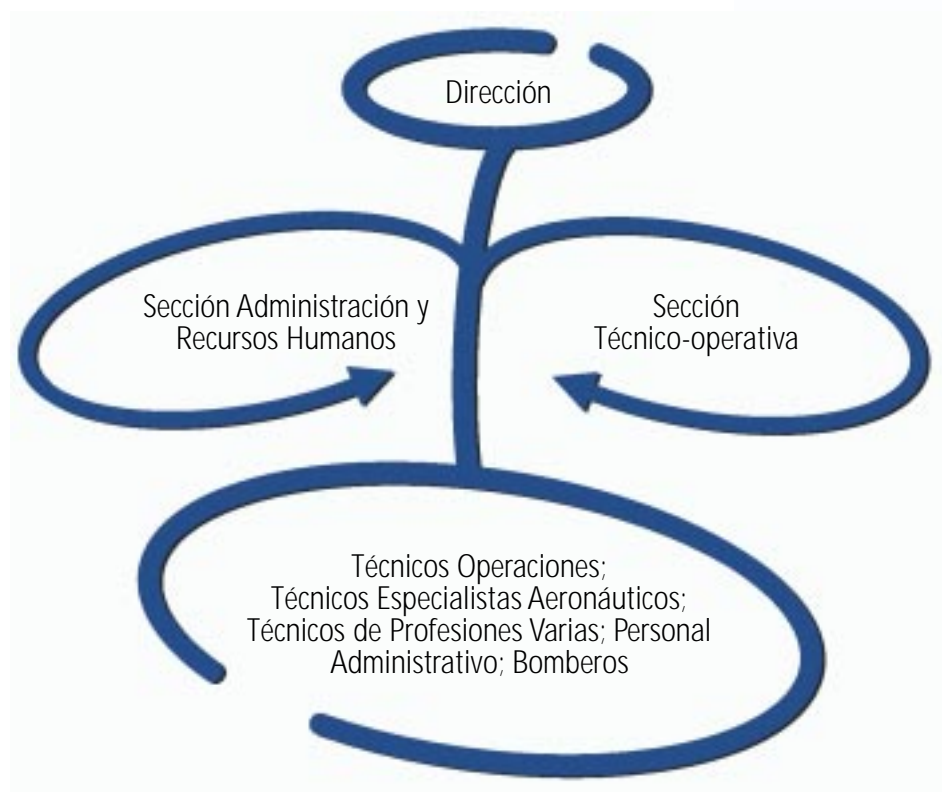 Dirección
Sección Administración y
Recursos Humanos
Sección
Técnico-operativa
Técnicos Operaciones;
Técnicos Especialistas Aeronáuticos;
Técnicos de Profesiones Varias; Personal
Administrativo; Bomberos